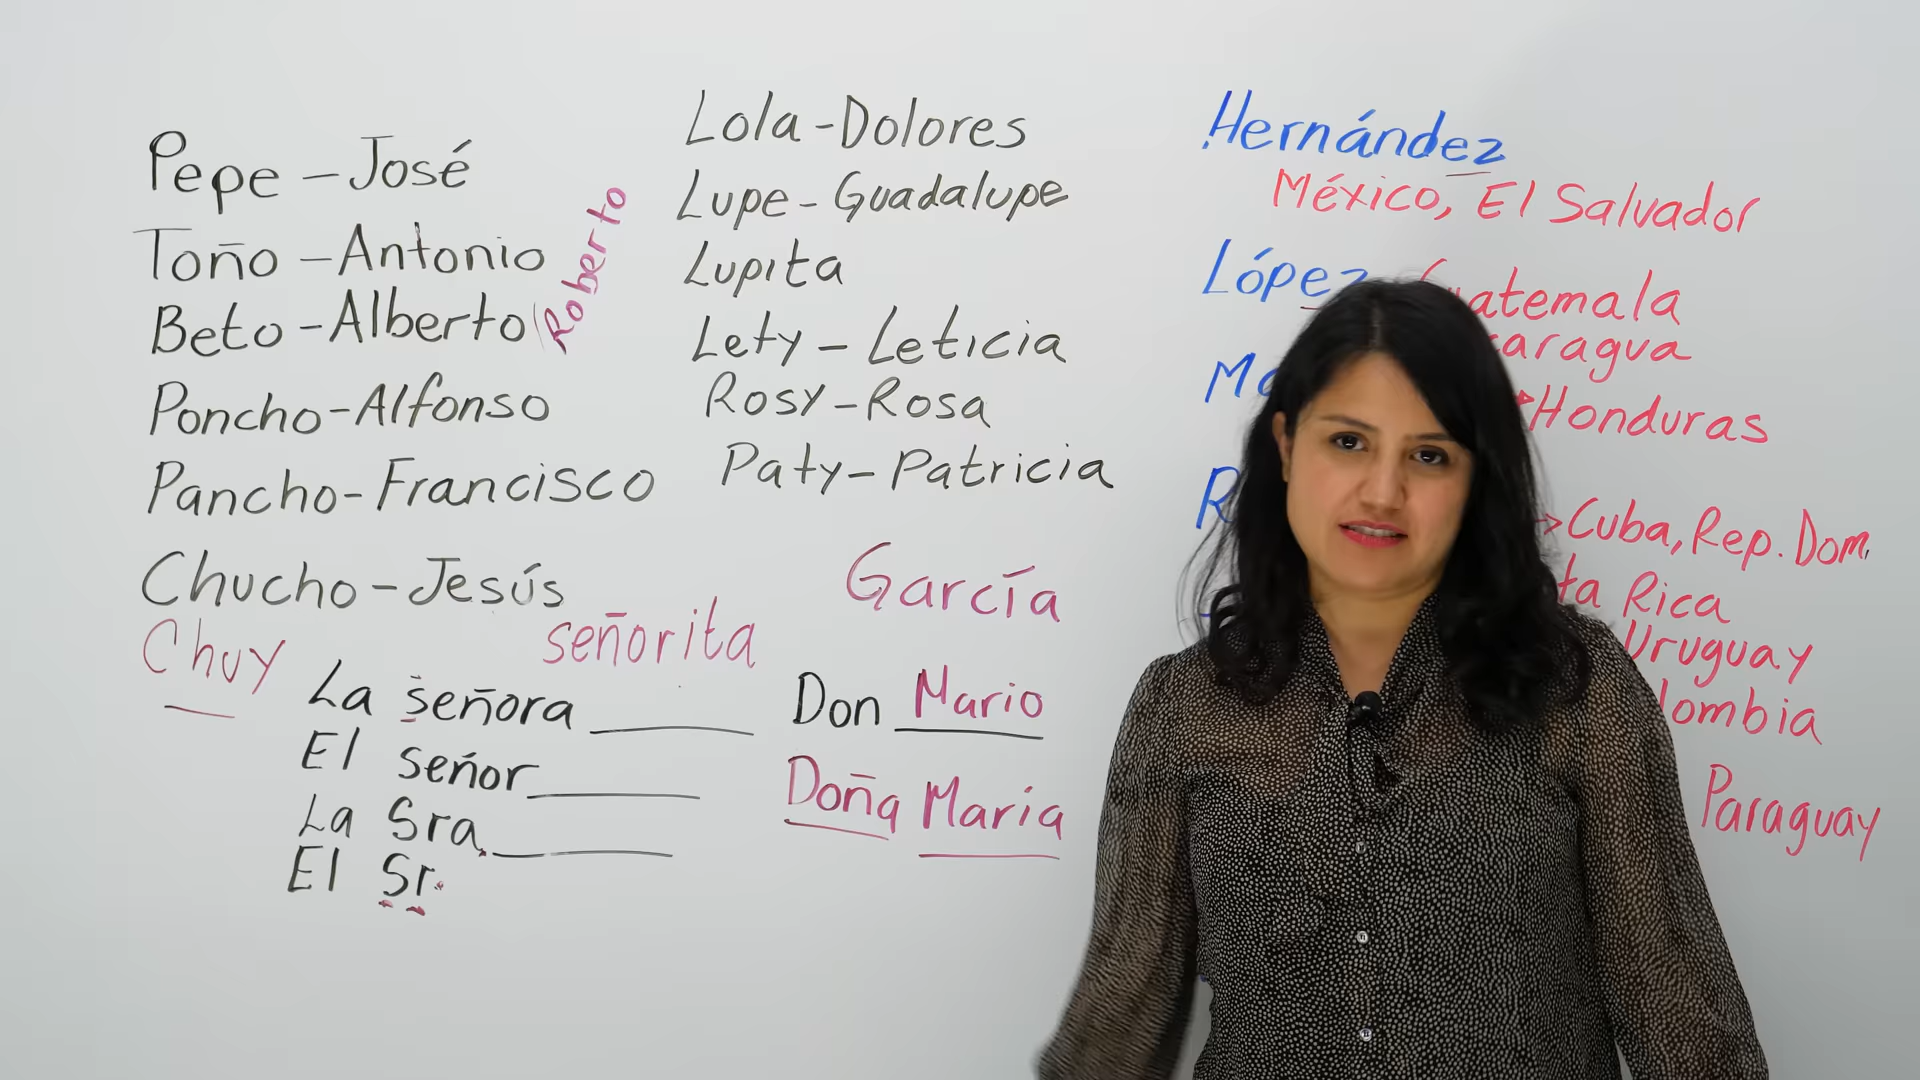 Pepe - José
Toño - Antonio
Beto - Alberto
Roberto
Poncho - Alfonso
Pancho - Francisco
Chucho - Jesús
Chuy
señorita
La señora
El señor
La Sra.
El Sr.
Lola - Dolores
Lupe - Guadalupe
Lupita
Lety - Leticia
Rosy - Rosa
Paty - Patricia
García
Don Mario
Doña María
Hernández
México, El Salvador
López
Honduras
Cuba, Rep. Dom.
Rica
Uruguay
Paraguay